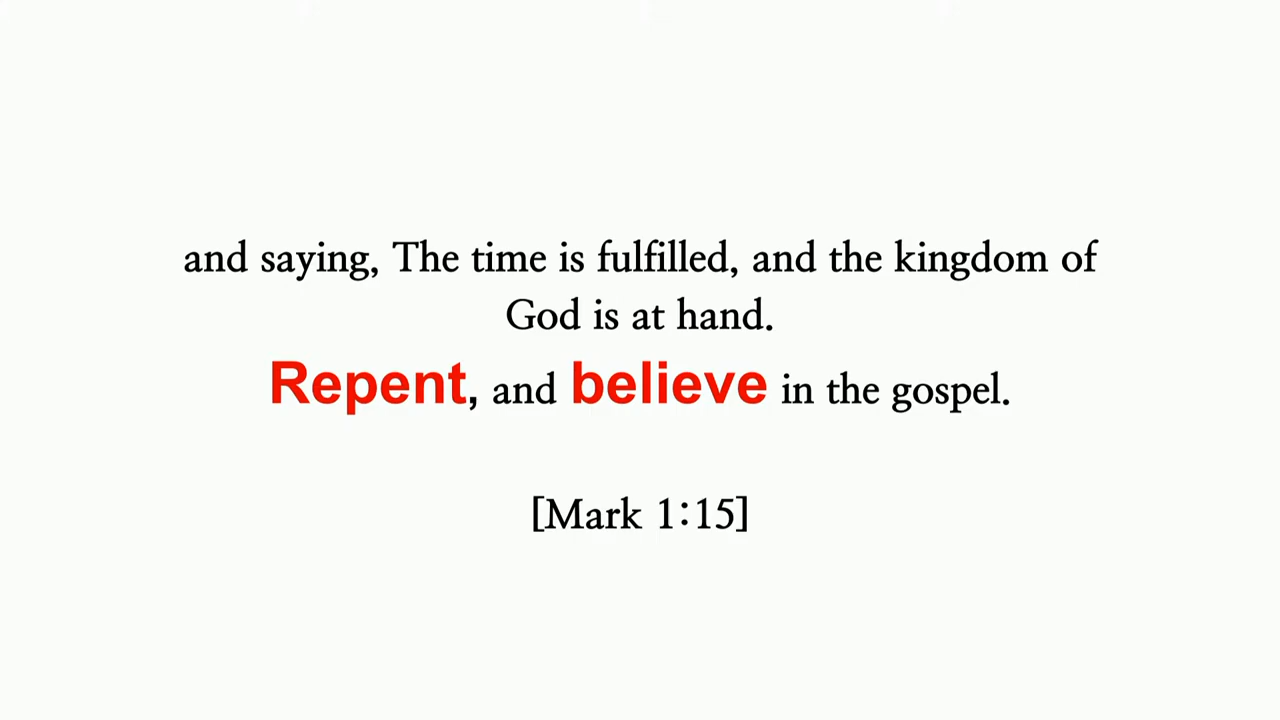 and saying, The time is fulfilled, and the kingdom of
God is at hand.
Repent, and believe in the gospel.
[Mark 1:15]